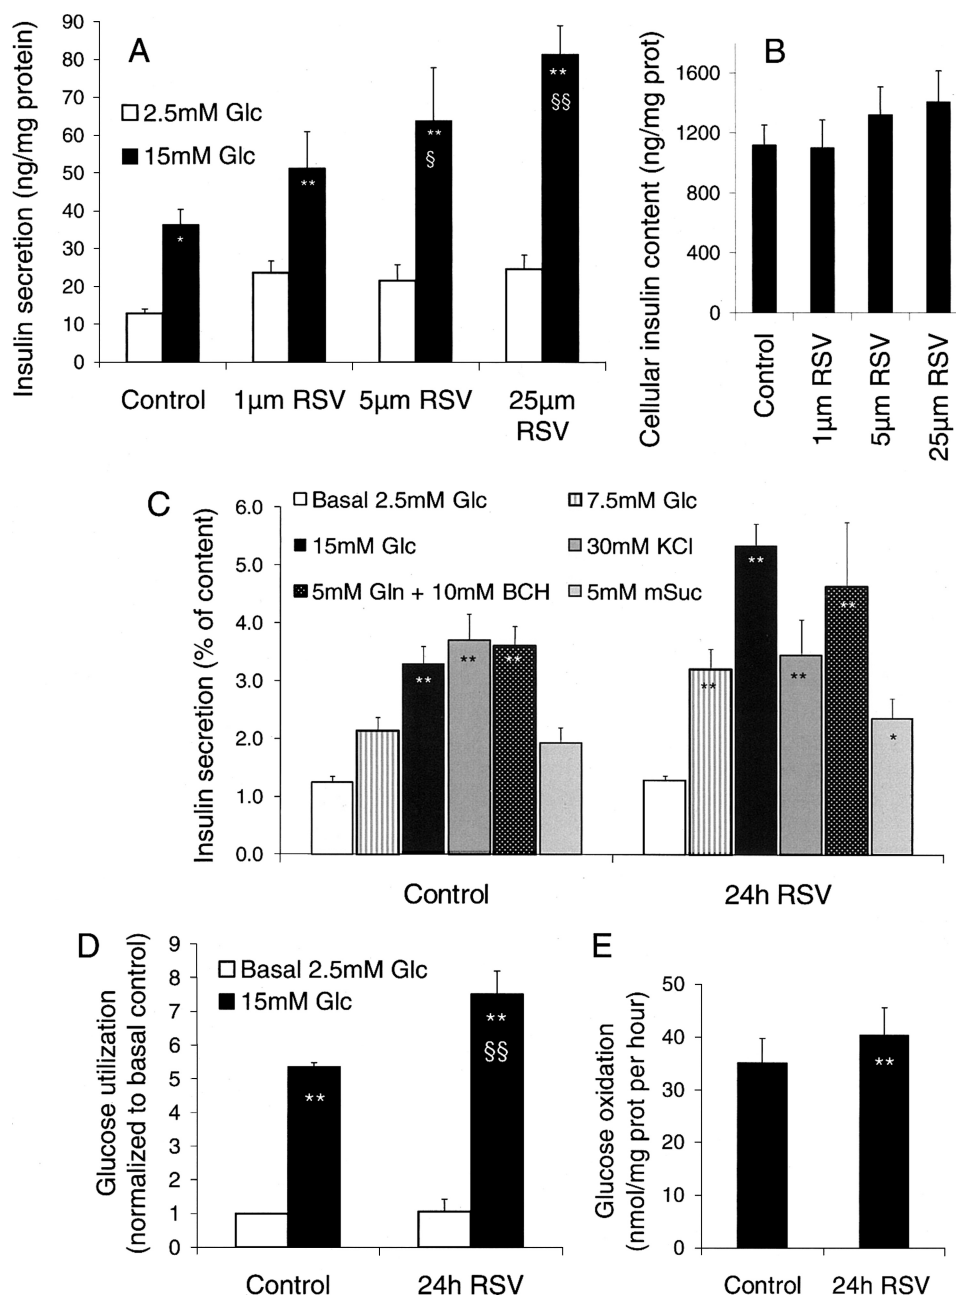 A
Insulin secretion (ng/mg protein)
90
80
70
60
50
40
30
20
10
0
2.5mM Glc
15mM Glc
*
**
**
§
**
§§
Control
1µm RSV
5µm RSV
25µm
RSV
B
Cellular insulin content (ng/mg prot)
1600
1200
800
400
0
Control
1µm RSV
5µm RSV
25µm RSV
C
Insulin secretion (% of content)
6.0
5.0
4.0
3.0
2.0
1.0
0.0
Basal 2.5mM Glc
7.5mM Glc
15mM Glc
30mM KCl
5mM Gln + 10mM BCH
5mM mSuc
**
**
**
**
**
**
**
*
Control
24h RSV
D
Glucose utilization
(normalized to basal control)
9
8
7
6
5
4
3
2
1
0
Basal 2.5mM Glc
15mM Glc
**
**
§§
Control
24h RSV
E
Glucose oxidation
(nmol/mg prot per hour)
50
40
30
20
10
0
**
Control
24h RSV